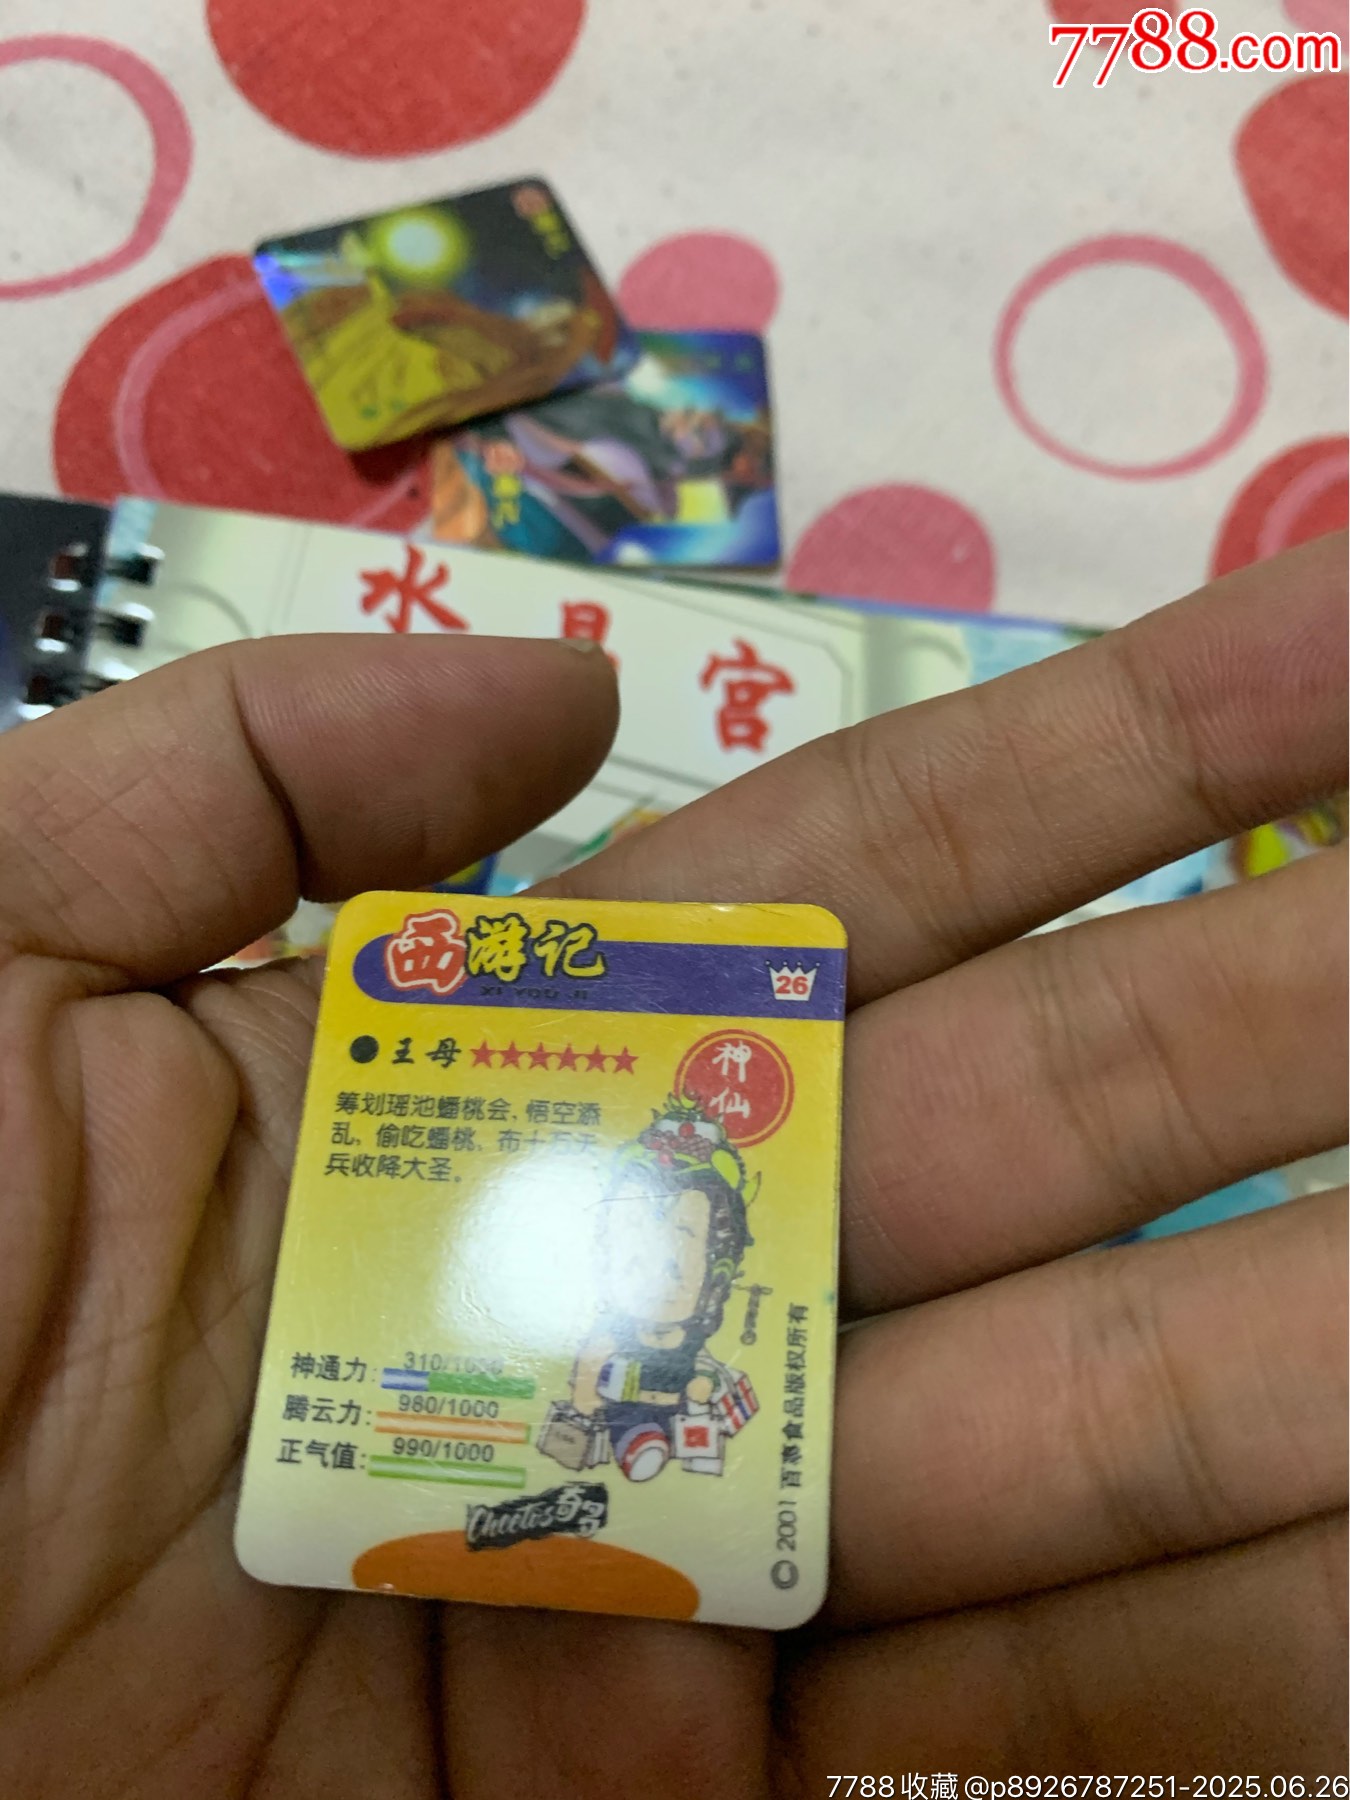 7788.com
水晶宫
西游记
XI YOU JI
26
●王母★★★★★★
神仙
筹划瑶池蟠桃会、悟空添
乱，偷吃蟠桃、布十万天
兵收降大圣。
神通力：310/1000
腾云力：980/1000
正气值：990/1000
Cheetos奇多
© 2001 百事食品版权所有
7788收藏@p8926787251-2025.06.26